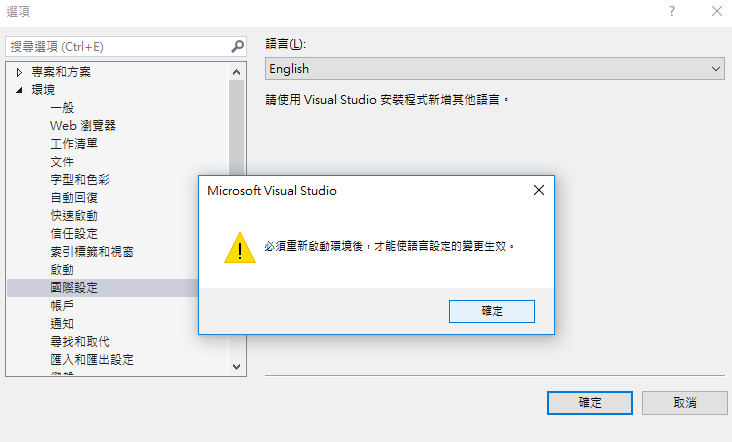 選項
搜尋選項 (Ctrl+E)
專案和方案
環境
一般
Web 瀏覽器
工作清單
文件
字型和色彩
自動回復
快速啟動
信任設定
索引標籤和視窗
啟動
國際設定
帳戶
通知
尋找和取代
匯入和匯出設定
語言(L):
English
請使用 Visual Studio 安裝程式新增其他語言。
Microsoft Visual Studio
必須重新啟動環境後，才能使語言設定的變更生效。
確定
確定
取消